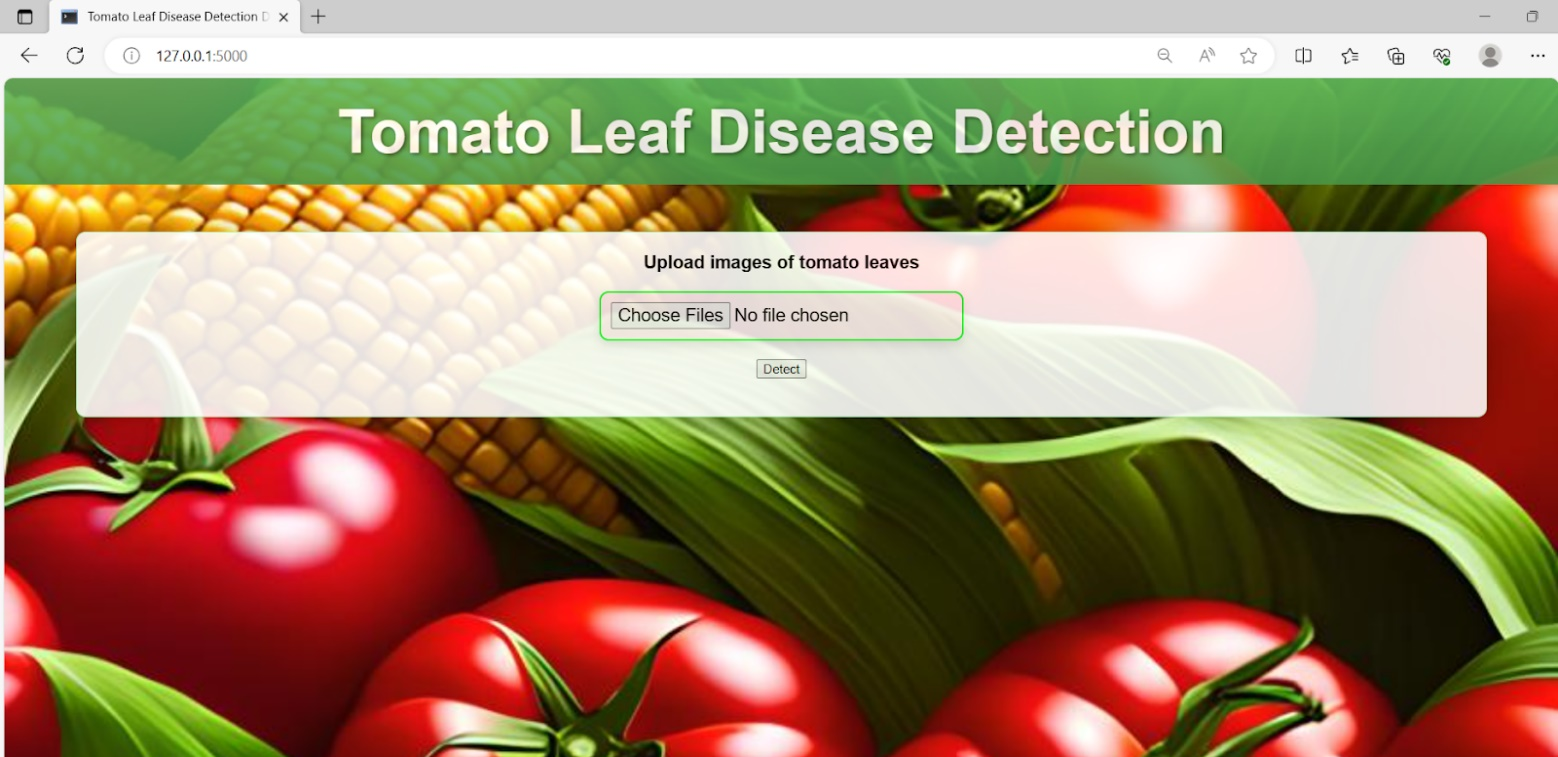 Tomato Leaf Disease Detection D
127.0.0.1:5000
Tomato Leaf Disease Detection
Upload images of tomato leaves
Choose Files No file chosen
Detect